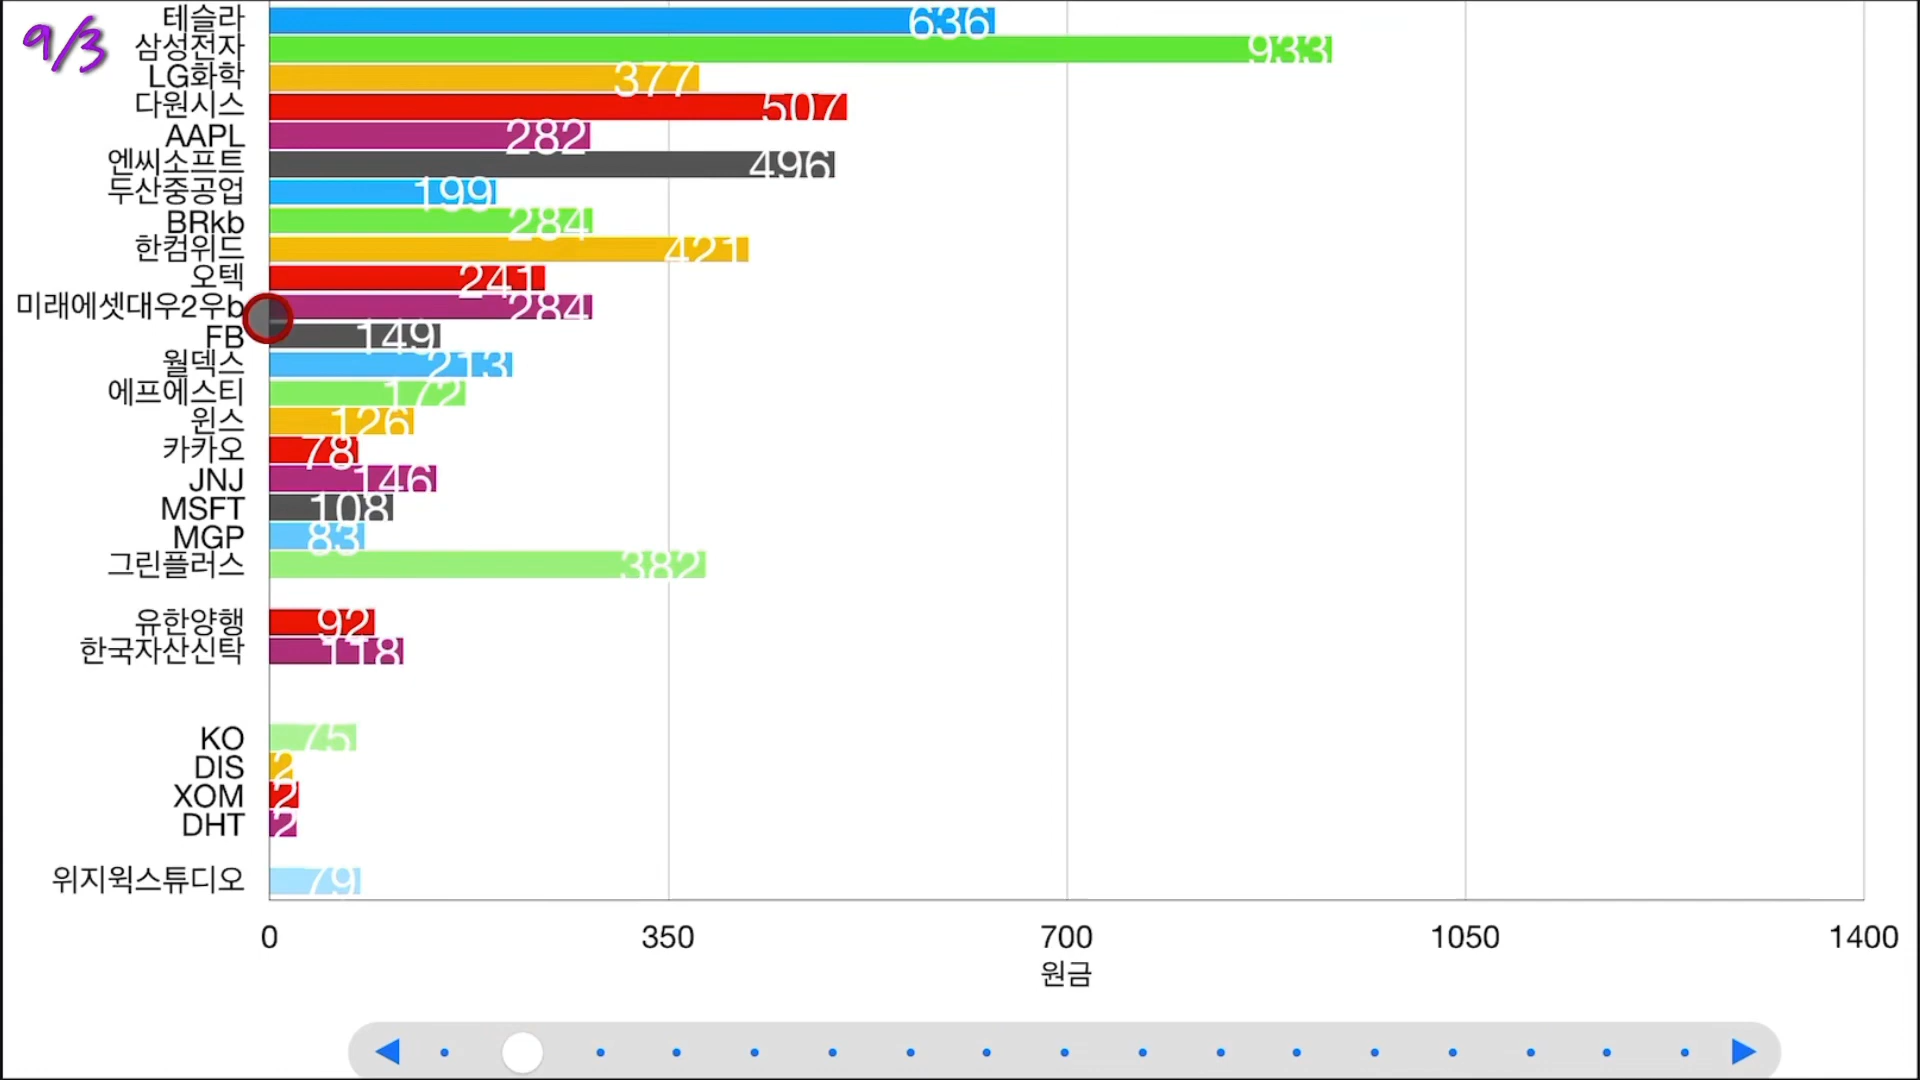 9/3
테슬라 636
삼성전자 933
LG화학 377
다원시스 507
AAPL 282
엔씨소프트 496
두산중공업 199
BRkb 284
한컴위드 421
오텍 241
미래에셋대우2우b 284
FB 149
월덱스 213
에프에스티 172
윈스 126
카카오 78
JNJ 146
MSFT 108
MGP 83
그린플러스 382
유한양행 92
한국자산신탁 118
KO 75
DIS 2
XOM 2
DHT 2
위지윅스튜디오 79
0 350 700 1050 1400
원금